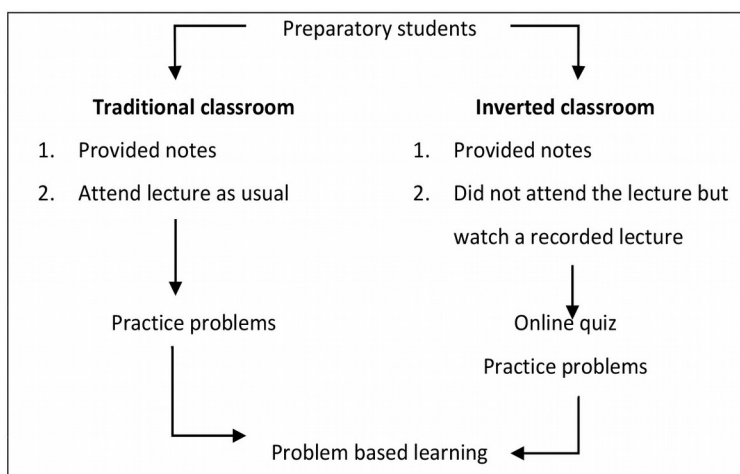 Preparatory students
Traditional classroom
1. Provided notes
2. Attend lecture as usual
Practice problems
Inverted classroom
1. Provided notes
2. Did not attend the lecture but
watch a recorded lecture
Online quiz
Practice problems
Problem based learning